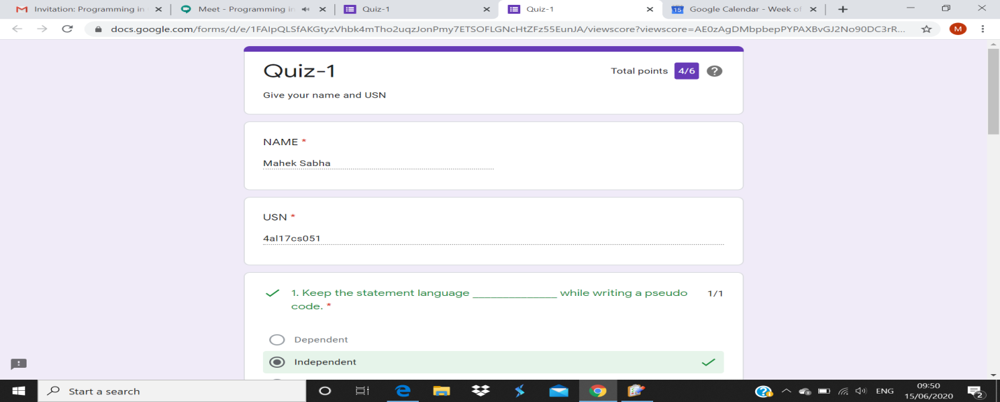 Invitation: Programming in
Meet - Programming in
Quiz-1
Quiz-1
15
Google Calendar - Week of
docs.google.com/forms/d/e/1FAIpQLSfAKGtyzVhbk4mTho2uqzJonPmy7ETSOFLGNcHtZFz55EunJA/viewscore?viewscore=AE0zAgDMbpbepPYPAXBvGJ2No90DC3rR...
M
Quiz-1
Total points 4/6 ?
Give your name and USN
NAME *
Mahek Sabha
USN *
4al17cs051
1. Keep the statement language _______________ while writing a pseudo 1/1
code. *
Dependent
Independent
Start a search
ENG
09:50
15/06/2020
2